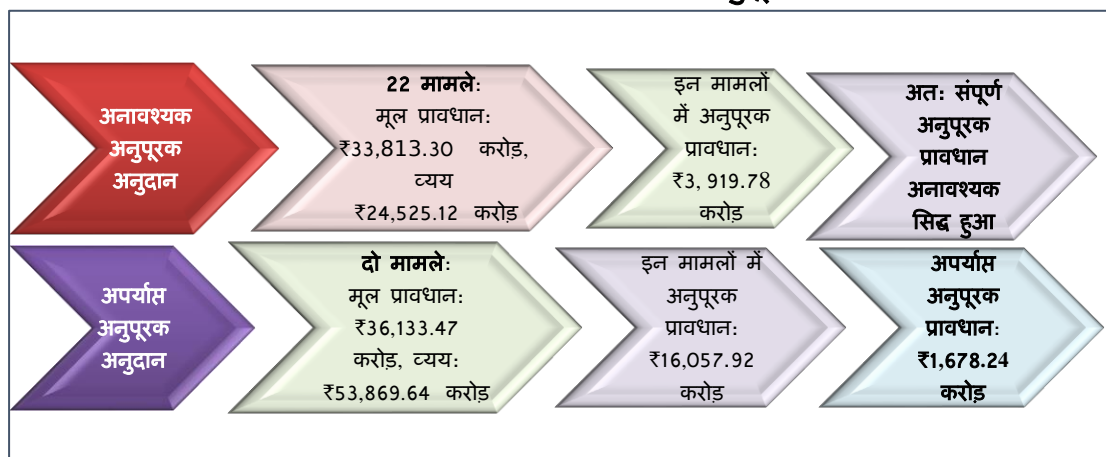 अनावश्यक
अनुपूरक
अनुदान
22 मामले:
मूल प्रावधान:
₹33,813.30 करोड़,
व्यय
₹24,525.12 करोड़
इन मामलों
में अनुपूरक
प्रावधान:
₹3, 919.78
करोड़
अत: संपूर्ण
अनुपूरक
प्रावधान
अनावश्यक
सिद्ध हुआ
अपर्याप्त
अनुपूरक
अनुदान
दो मामले:
मूल प्रावधान:
₹36,133.47
करोड़, व्यय:
₹53,869.64 करोड़
इन मामलों में
अनुपूरक
प्रावधान:
₹16,057.92
करोड़
अपर्याप्त
अनुपूरक
प्रावधान:
₹1,678.24
करोड़